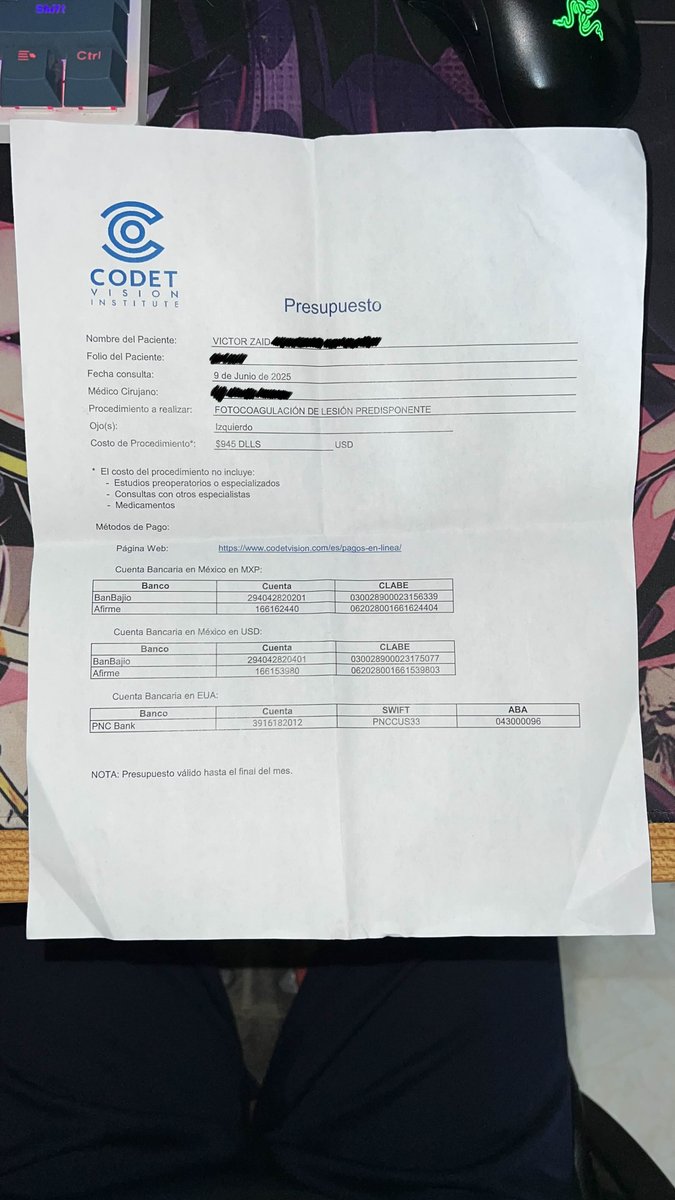 Shift
Ctrl
CODET
VISION
INSTITUTE
Presupuesto
Nombre del Paciente: VICTOR ZAID
Folio del Paciente:
Fecha consulta: 9 de Junio de 2025
Médico Cirujano:
Procedimiento a realizar: FOTOCOAGULACIÓN DE LESIÓN PREDISPONENTE
Ojo(s): Izquierdo
Costo de Procedimiento*: $945 DLLS USD
* El costo del procedimiento no incluye:
- Estudios preoperatorios o especializados
- Consultas con otros especialistas
- Medicamentos
Métodos de Pago:
Página Web: https://www.codetvision.com/es/pagos-en-linea/
Cuenta Bancaria en México en MXP:
Banco Cuenta CLABE
BanBajio 294042820201 030028900023156339
Afirme 166162440 062028001661624404
Cuenta Bancaria en México en USD:
Banco Cuenta CLABE
BanBajio 294042820401 030028900023175077
Afirme 166153980 062028001661539803
Cuenta Bancaria en EUA:
Banco Cuenta SWIFT ABA
PNC Bank 3916182012 PNCCUS33 043000096
NOTA: Presupuesto válido hasta el final del mes.